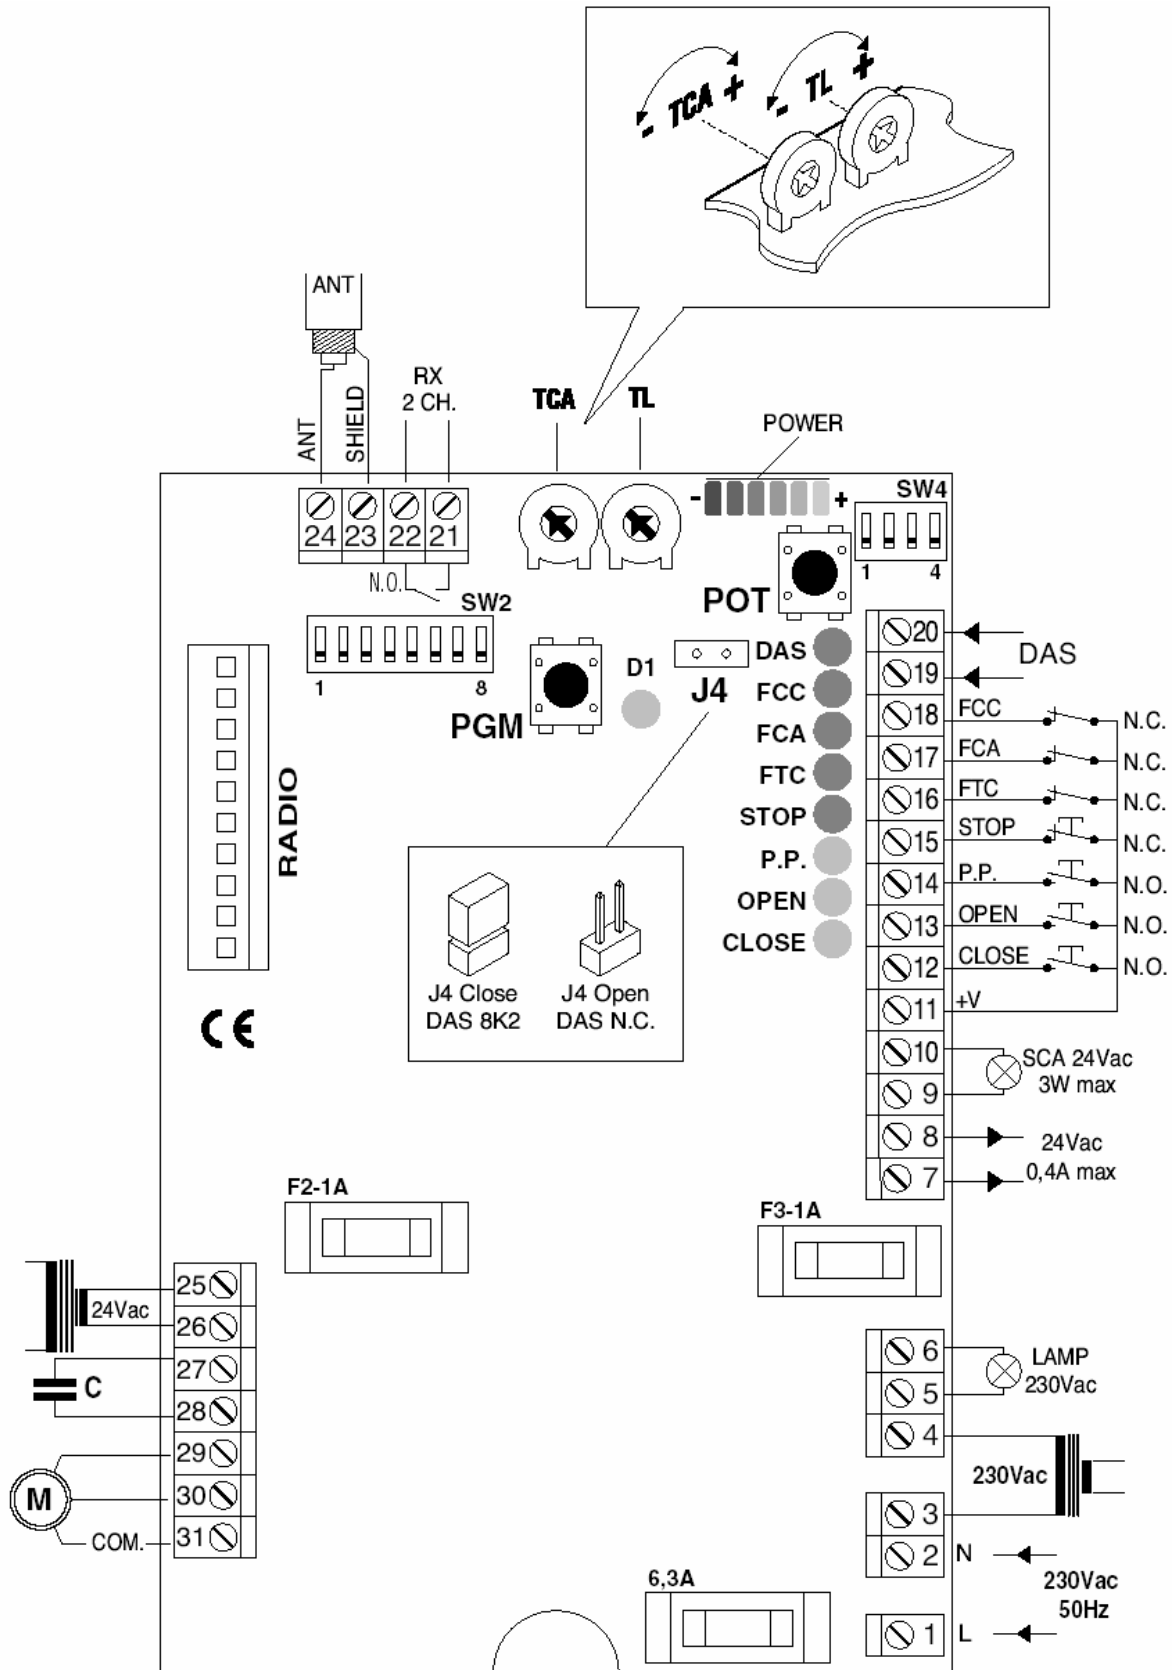 - TCA +
- TL +
ANT
ANT
SHIELD
RX
2 CH.
TCA
TL
POWER
- +
SW4
24 23 22 21
N.O.
1 4
SW2
1 8
POT
PGM
D1
J4
RADIO
DAS
FCC
FCA
FTC
STOP
P.P.
OPEN
CLOSE
20
DAS
19
18 FCC N.C.
17 FCA N.C.
16 FTC N.C.
15 STOP N.C.
14 P.P. N.O.
13 OPEN N.O.
12 CLOSE N.O.
11 +V
10
SCA 24Vac
3W max
9
8
24Vac
0,4A max
7
J4 Close
DAS 8K2
J4 Open
DAS N.C.
CE
F2-1A
F3-1A
25
24Vac
26
27
C
28
29
M
30
COM. 31
6
LAMP
230Vac
5
4
230Vac
3
2 N
230Vac
50Hz
1 L
6,3A